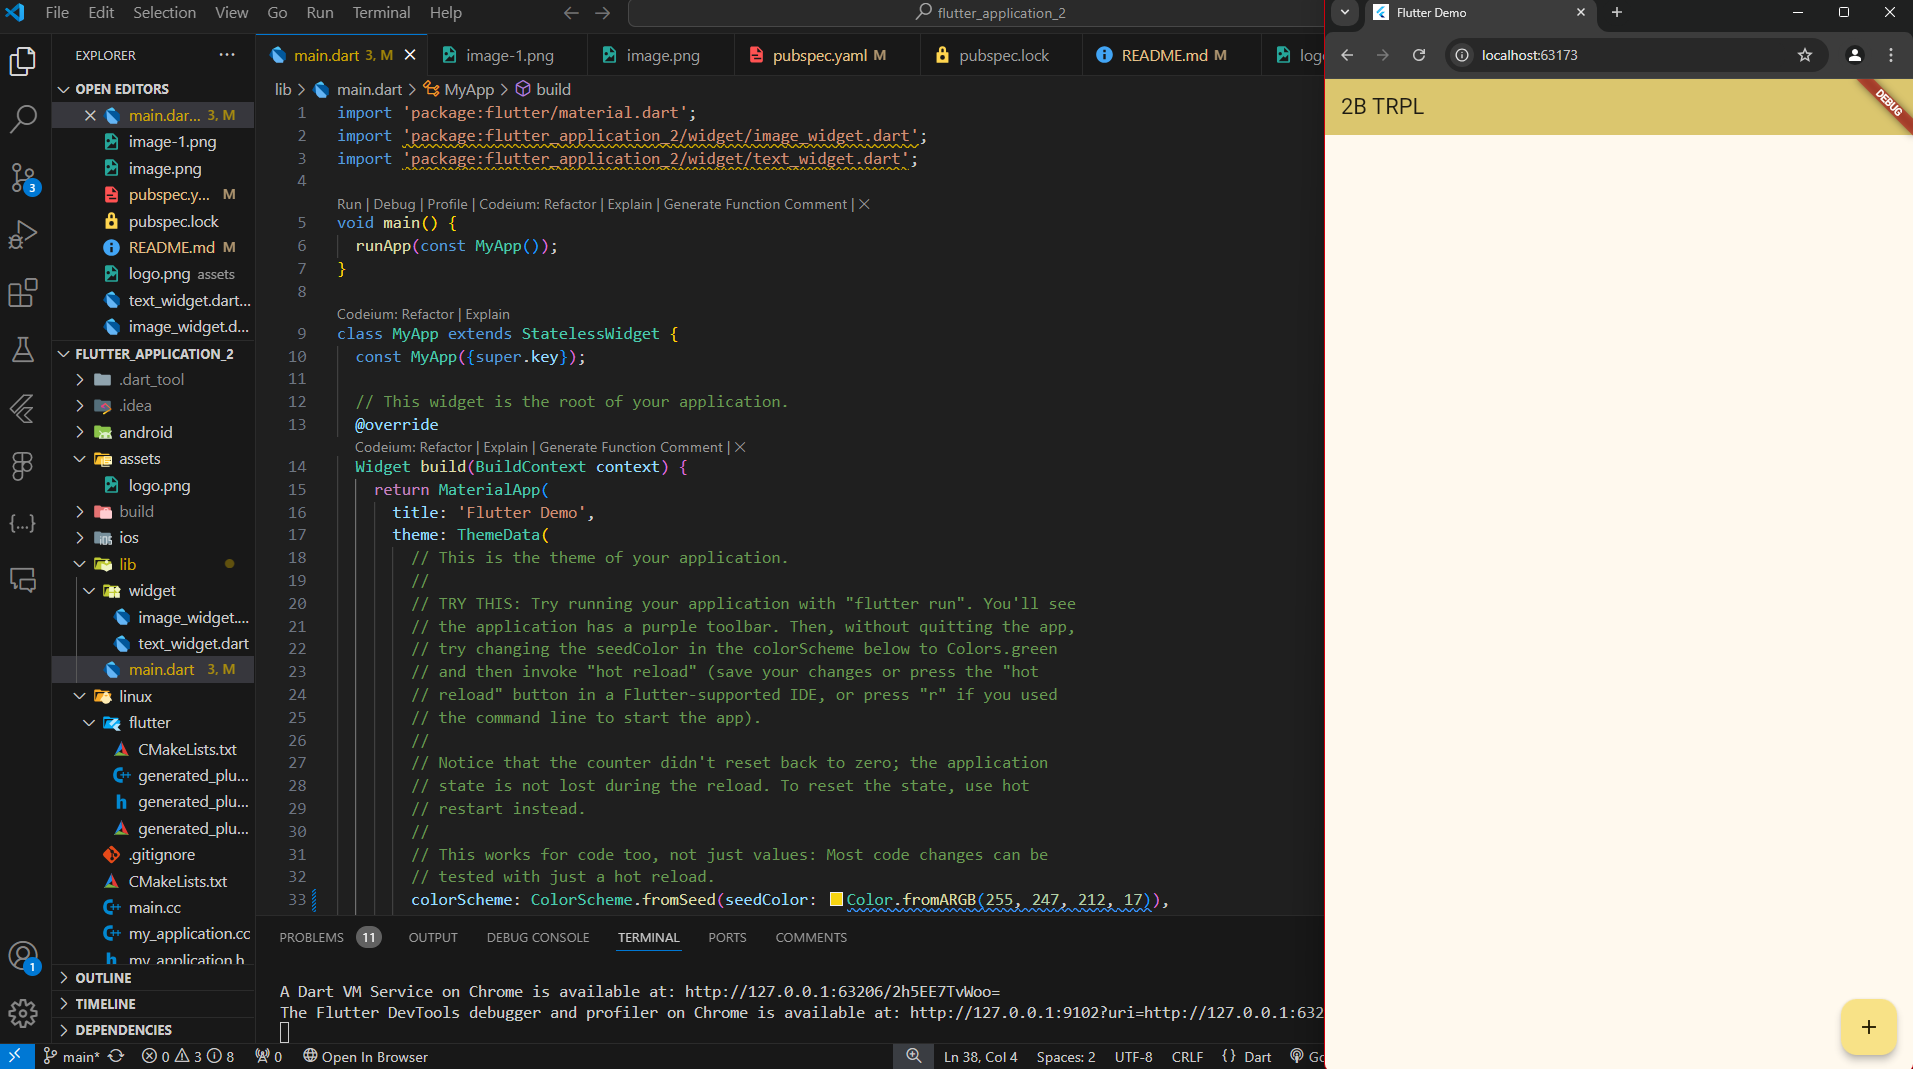 File Edit Selection View Go Run Terminal Help
flutter_application_2
EXPLORER
OPEN EDITORS
main.dar... 3, M
image-1.png
image.png
pubspec.y... M
pubspec.lock
README.md M
logo.png assets
text_widget.dart...
image_widget.d...
FLUTTER_APPLICATION_2
.dart_tool
.idea
android
assets
logo.png
build
ios
lib
widget
image_widget....
text_widget.dart
main.dart 3, M
linux
flutter
CMakeLists.txt
generated_plu...
generated_plu...
generated_plu...
.gitignore
CMakeLists.txt
main.cc
my_application.cc
my_application.h
OUTLINE
TIMELINE
DEPENDENCIES
main.dart 3, M
image-1.png
image.png
pubspec.yaml M
pubspec.lock
README.md M
lib > main.dart > MyApp > build
1 import 'package:flutter/material.dart';
2 import 'package:flutter_application_2/widget/image_widget.dart';
3 import 'package:flutter_application_2/widget/text_widget.dart';
4
Run | Debug | Profile | Codeium: Refactor | Explain | Generate Function Comment | ×
5 void main() {
6 runApp(const MyApp());
7 }
8
Codeium: Refactor | Explain
9 class MyApp extends StatelessWidget {
10 const MyApp({super.key});
11
12 // This widget is the root of your application.
13 @override
Codeium: Refactor | Explain | Generate Function Comment | ×
14 Widget build(BuildContext context) {
15 return MaterialApp(
16 title: 'Flutter Demo',
17 theme: ThemeData(
18 // This is the theme of your application.
19 //
20 // TRY THIS: Try running your application with "flutter run". You'll see
21 // the application has a purple toolbar. Then, without quitting the app,
22 // try changing the seedColor in the colorScheme below to Colors.green
23 // and then invoke "hot reload" (save your changes or press the "hot
24 // reload" button in a Flutter-supported IDE, or press "r" if you used
25 // the command line to start the app).
26 //
27 // Notice that the counter didn't reset back to zero; the application
28 // state is not lost during the reload. To reset the state, use hot
29 // restart instead.
30 //
31 // This works for code too, not just values: Most code changes can be
32 // tested with just a hot reload.
33 colorScheme: ColorScheme.fromSeed(seedColor: Color.fromARGB(255, 247, 212, 17)),
PROBLEMS 11 OUTPUT DEBUG CONSOLE TERMINAL PORTS COMMENTS
A Dart VM Service on Chrome is available at: http://127.0.0.1:63206/2h5EE7TvWoo=
The Flutter DevTools debugger and profiler on Chrome is available at: http://127.0.0.1:9102?uri=http://127.0.0.1:632
3
1
main* 0 3 8 0 Open In Browser
Ln 38, Col 4 Spaces: 2 UTF-8 CRLF {} Dart Go
Flutter Demo
localhost:63173
2B TRPL
DEBUG
+